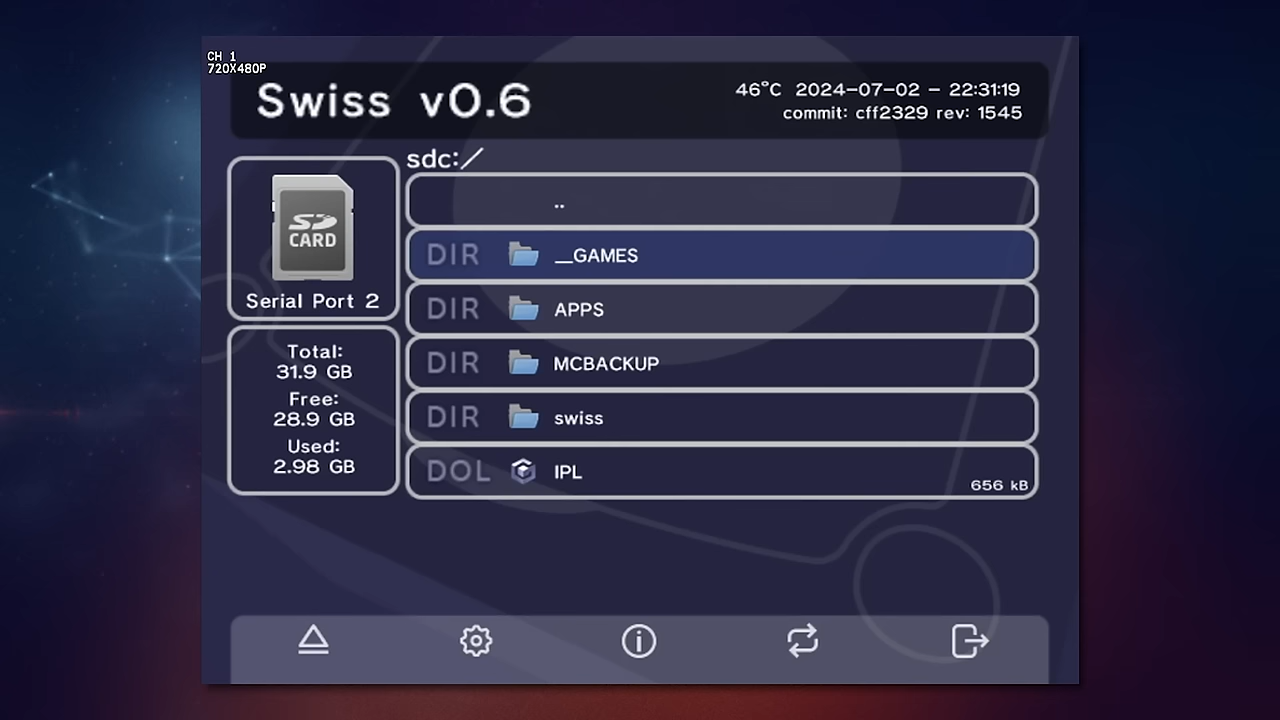 CH 1
720X480P
Swiss v0.6
46°C 2024-07-02 - 22:31:19
commit: cff2329 rev: 1545
sdc:/
SD
CARD
Serial Port 2
Total:
31.9 GB
Free:
28.9 GB
Used:
2.98 GB
..
DIR __GAMES
DIR APPS
DIR MCBACKUP
DIR swiss
DOL IPL
656 kB